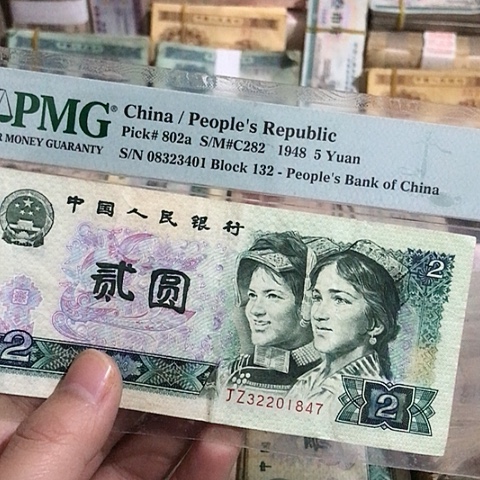 PMG®
R MONEY GUARANTY
China / People's Republic
Pick# 802a S/M#C282 1948 5 Yuan
S/N 08323401 Block 132 - People's Bank of China
中国人民银行
贰圆
2
2
JZ32201847
2